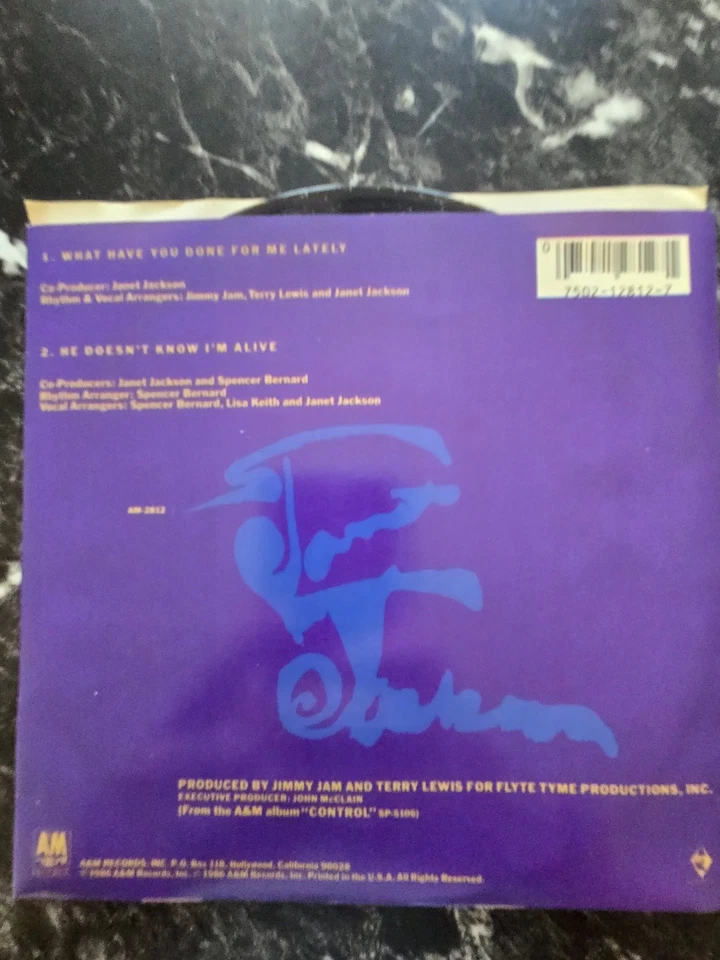 1. WHAT HAVE YOU DONE FOR ME LATELY
Co-Producer: Janet Jackson
Rhythm & Vocal Arrangers: Jimmy Jam, Terry Lewis and Janet Jackson
0
7502-12812-7
2. HE DOESN'T KNOW I'M ALIVE
Co-Producers: Janet Jackson and Spencer Bernard
Rhythm Arranger: Spencer Bernard
Vocal Arrangers: Spencer Bernard, Lisa Keith and Janet Jackson
AM-2812
Janet
Jackson
PRODUCED BY JIMMY JAM AND TERRY LEWIS FOR FLYTE TYME PRODUCTIONS, INC.
EXECUTIVE PRODUCER: JOHN McCLAIN
(From the A&M album "CONTROL" SP-5106)
AM
A&M RECORDS, INC. P.O. Box 118, Hollywood, California 90028
℗ 1986 A&M Records, Inc. © 1986 A&M Records, Inc. Printed in the U.S.A. All Rights Reserved.